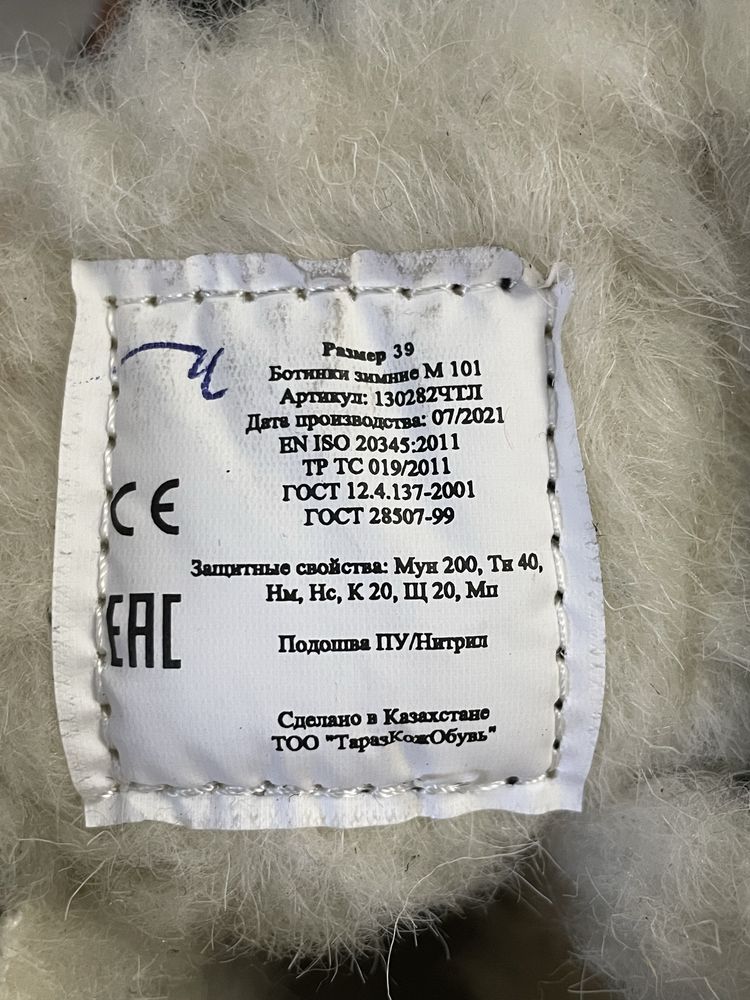 Размер 39
Ботинки зимние М 101
Артикул: 130282ЧТЛ
Дата производства: 07/2021
EN ISO 20345:2011
ТР ТС 019/2011
ГОСТ 12.4.137-2001
ГОСТ 28507-99
CE
Защитные свойства: Мун 200, Тн 40,
Нм, Нс, К 20, Щ 20, Мп
EAC
Подошва ПУ/Нитрил
Сделано в Казахстане
ТОО "ТаразКожОбувь"